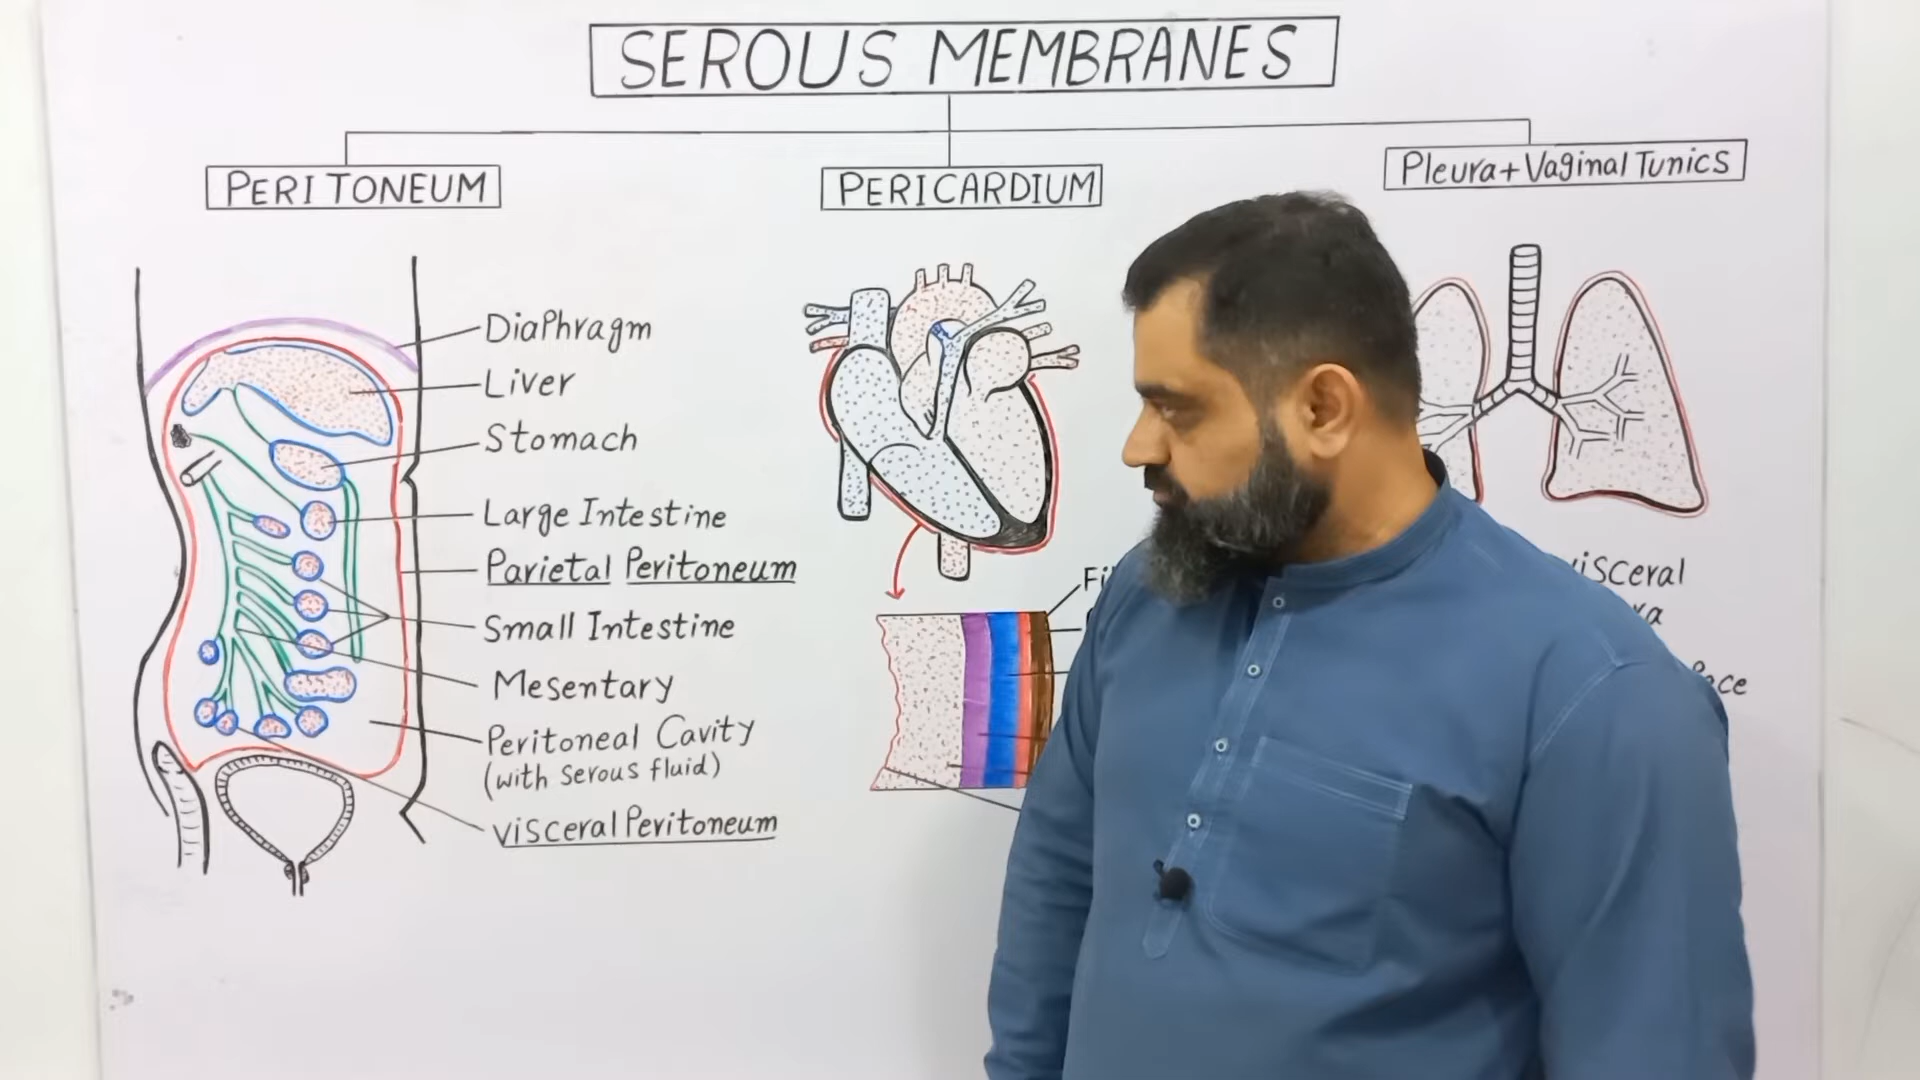 SEROUS MEMBRANES
PERITONEUM
PERICARDIUM
Pleura+Vaginal Tunics
Diaphragm
Liver
Stomach
Large Intestine
Parietal Peritoneum
Small Intestine
Mesentary
Peritoneal Cavity
(with serous fluid)
visceral Peritoneum
visceral